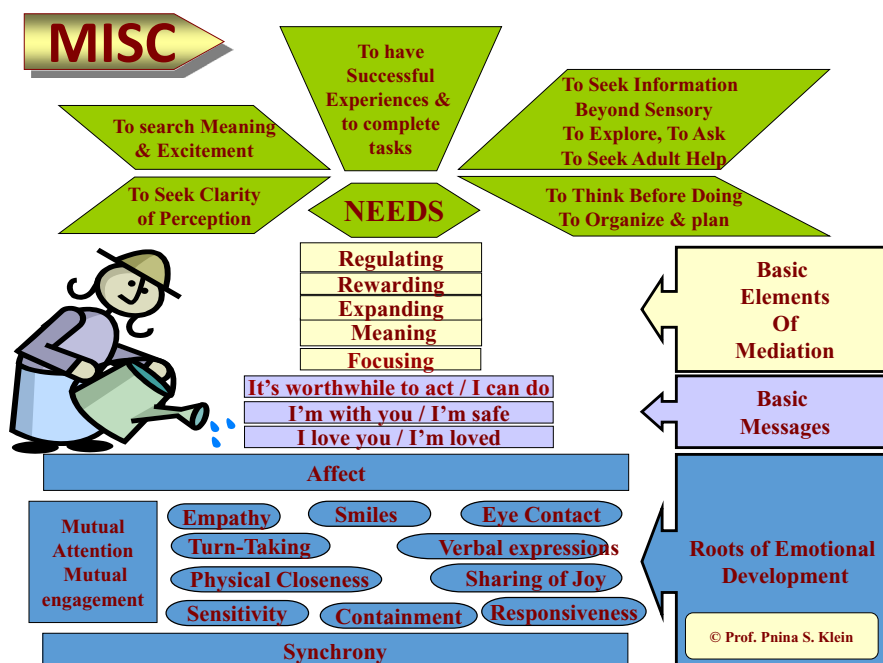 MISC
To have
Successful
Experiences &
to complete
tasks
To search Meaning
& Excitement
To Seek Information
Beyond Sensory
To Explore, To Ask
To Seek Adult Help
To Seek Clarity
of Perception
NEEDS
To Think Before Doing
To Organize & plan
Regulating
Rewarding
Expanding
Meaning
Focusing
Basic
Elements
Of
Mediation
It's worthwhile to act / I can do
I'm with you / I'm safe
I love you / I'm loved
Basic
Messages
Affect
Mutual
Attention
Mutual
engagement
Empathy
Smiles
Eye Contact
Turn-Taking
Verbal expressions
Physical Closeness
Sharing of Joy
Sensitivity
Containment
Responsiveness
Roots of Emotional
Development
Synchrony
© Prof. Pnina S. Klein